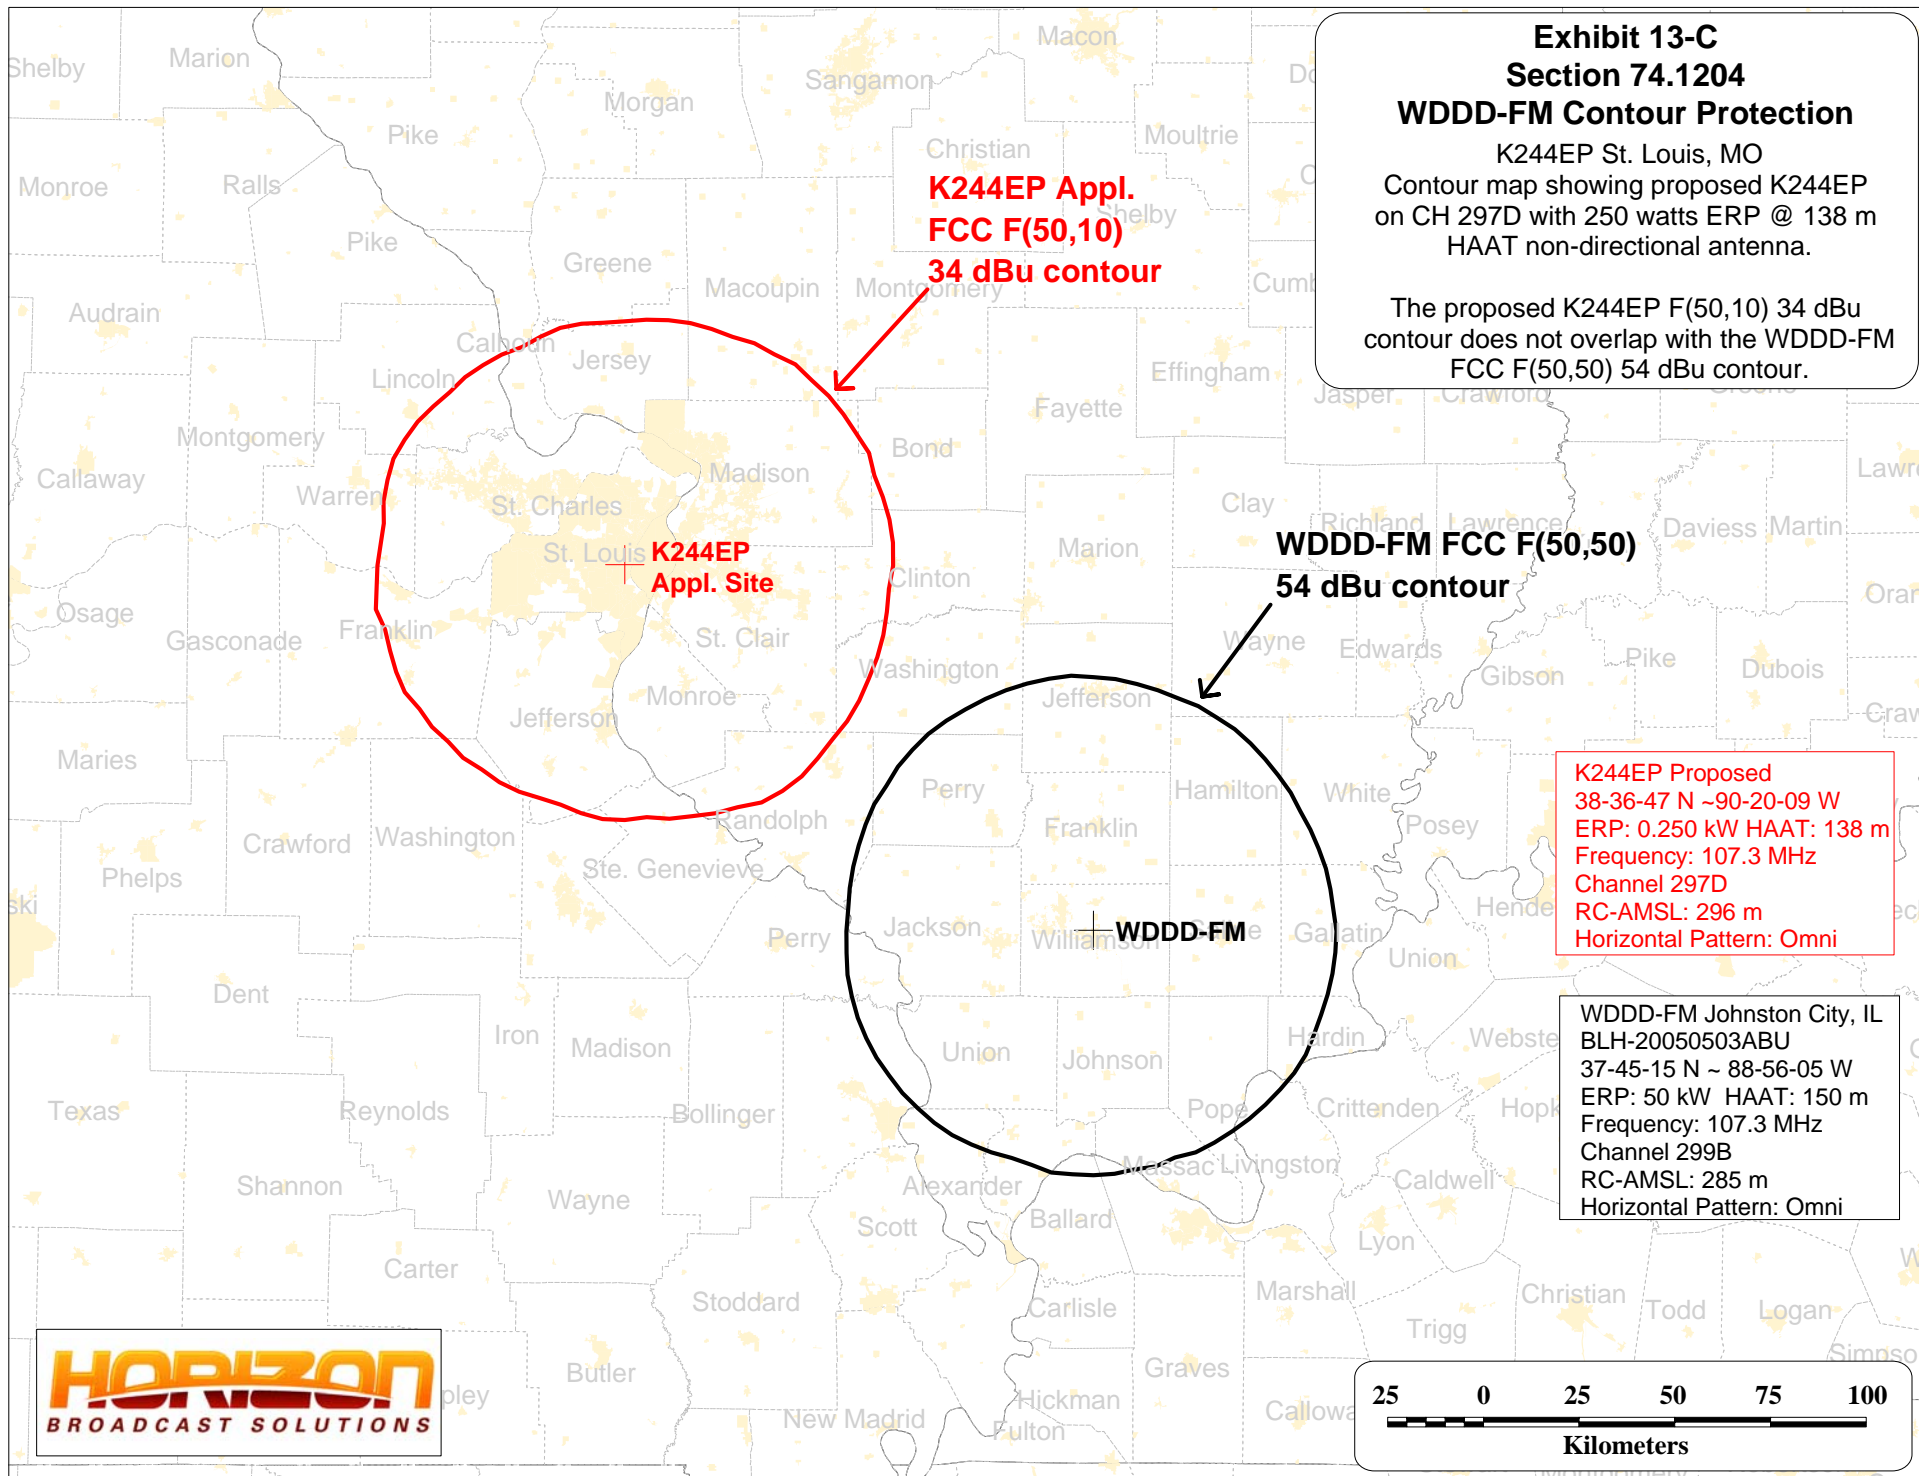 Exhibit 13-C
Section 74.1204
WDDD-FM Contour Protection
K244EP St. Louis, MO
Contour map showing proposed K244EP
on CH 297D with 250 watts ERP @ 138 m
HAAT non-directional antenna.
The proposed K244EP F(50,10) 34 dBu
contour does not overlap with the WDDD-FM
FCC F(50,50) 54 dBu contour.
K244EP Appl.
FCC F(50,10)
34 dBu contour
K244EP
Appl. Site
WDDD-FM FCC F(50,50)
54 dBu contour
WDDD-FM
K244EP Proposed
38-36-47 N ~90-20-09 W
ERP: 0.250 kW HAAT: 138 m
Frequency: 107.3 MHz
Channel 297D
RC-AMSL: 296 m
Horizontal Pattern: Omni
WDDD-FM Johnston City, IL
BLH-20050503ABU
37-45-15 N ~ 88-56-05 W
ERP: 50 kW HAAT: 150 m
Frequency: 107.3 MHz
Channel 299B
RC-AMSL: 285 m
Horizontal Pattern: Omni
Shelby
Marion
Morgan
Sangamon
Macon
Pike
Christian
Moultrie
Monroe
Ralls
Shelby
Pike
Greene
Macoupin
Montgomery
Audrain
Calhoun
Jersey
Lincoln
Effingham
Fayette
Jasper
Crawford
Montgomery
Bond
Callaway
Warren
Madison
St. Charles
Clay
Richland
Lawrence
Daviess
Martin
St. Louis
Marion
Clinton
Osage
Gasconade
Franklin
St. Clair
Washington
Wayne
Edwards
Gibson
Pike
Dubois
Monroe
Jefferson
Jefferson
Maries
Perry
Hamilton
White
Crawford
Washington
Randolph
Franklin
Posey
Phelps
Ste. Genevieve
Perry
Jackson
Williamson
Gallatin
Union
Dent
Iron
Madison
Union
Johnson
Hardin
Texas
Reynolds
Bollinger
Pope
Crittenden
Shannon
Wayne
Alexander
Massac
Livingston
Caldwell
Scott
Ballard
Lyon
Carter
Stoddard
Carlisle
Marshall
Christian
Todd
Logan
Trigg
Butler
Graves
New Madrid
Hickman
Fulton
HORIZON
BROADCAST SOLUTIONS
25 0 25 50 75 100
Kilometers